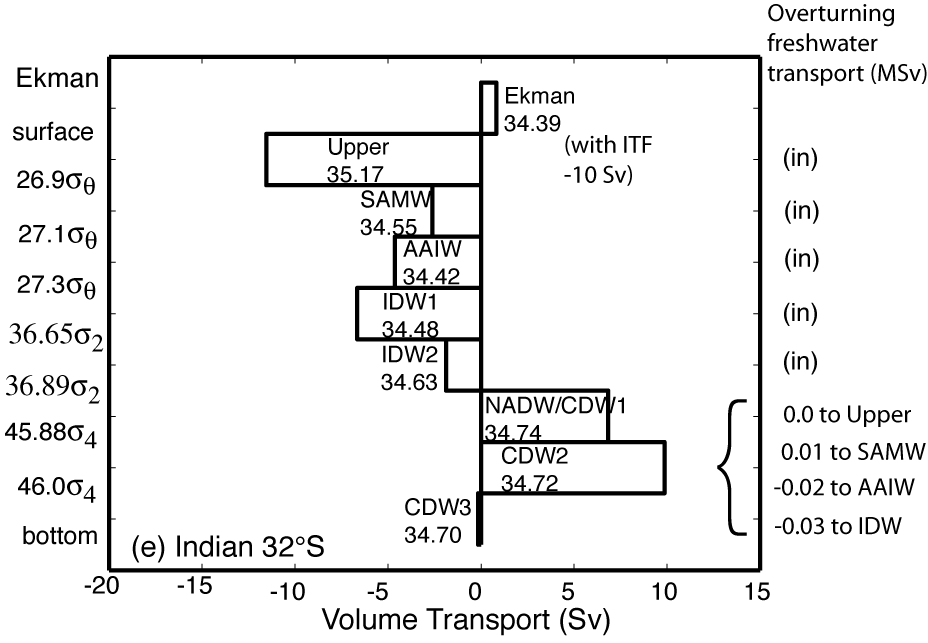 Overturning
freshwater
transport (MSv)
Ekman
Ekman
34.39
surface
(with ITF
-10 Sv)
Upper
35.17
(in)
26.9σθ
SAMW
34.55
(in)
27.1σθ
AAIW
34.42
(in)
27.3σθ
IDW1
34.48
(in)
36.65σ2
IDW2
34.63
(in)
36.89σ2
NADW/CDW1
34.74
0.0 to Upper
45.88σ4
CDW2
34.72
0.01 to SAMW
46.0σ4
-0.02 to AAIW
CDW3
34.70
-0.03 to IDW
bottom
(e) Indian 32°S
-20 -15 -10 -5 0 5 10 15
Volume Transport (Sv)